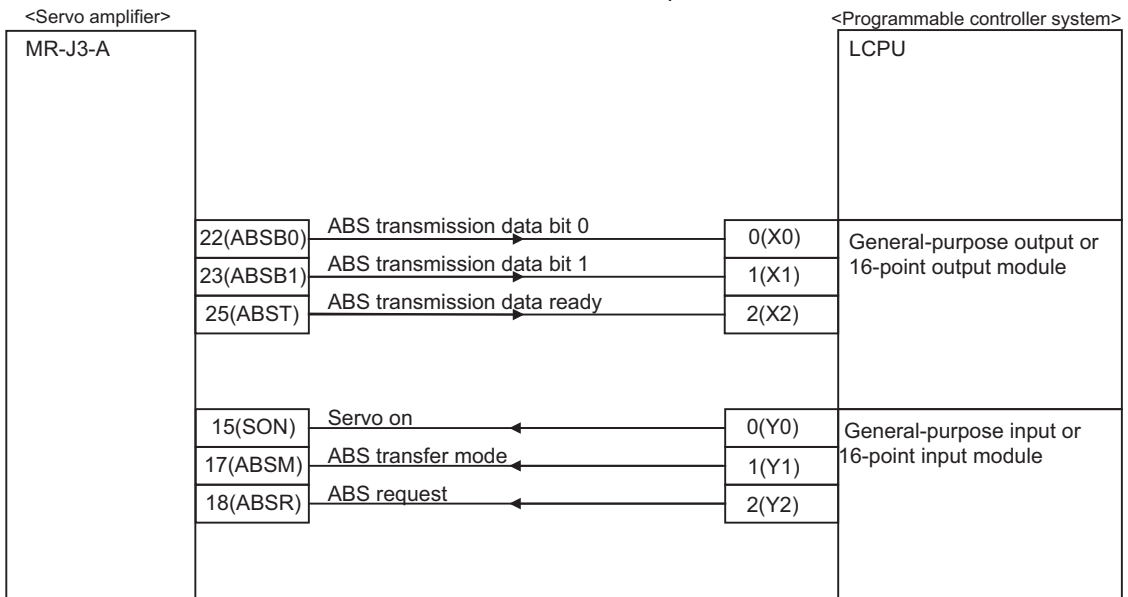 <Servo amplifier>
<Programmable controller system>
MR-J3-A
LCPU
22(ABSB0)
ABS transmission data bit 0
0(X0)
General-purpose output or
16-point output module
23(ABSB1)
ABS transmission data bit 1
1(X1)
25(ABST)
ABS transmission data ready
2(X2)
15(SON)
Servo on
0(Y0)
General-purpose input or
16-point input module
17(ABSM)
ABS transfer mode
1(Y1)
18(ABSR)
ABS request
2(Y2)